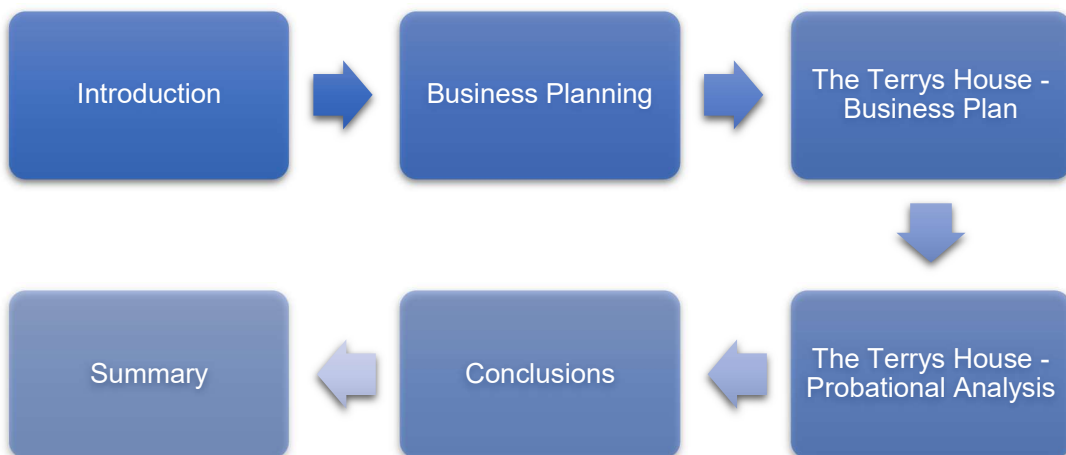 Introduction
Business Planning
The Terrys House -
Business Plan
The Terrys House -
Probational Analysis
Conclusions
Summary